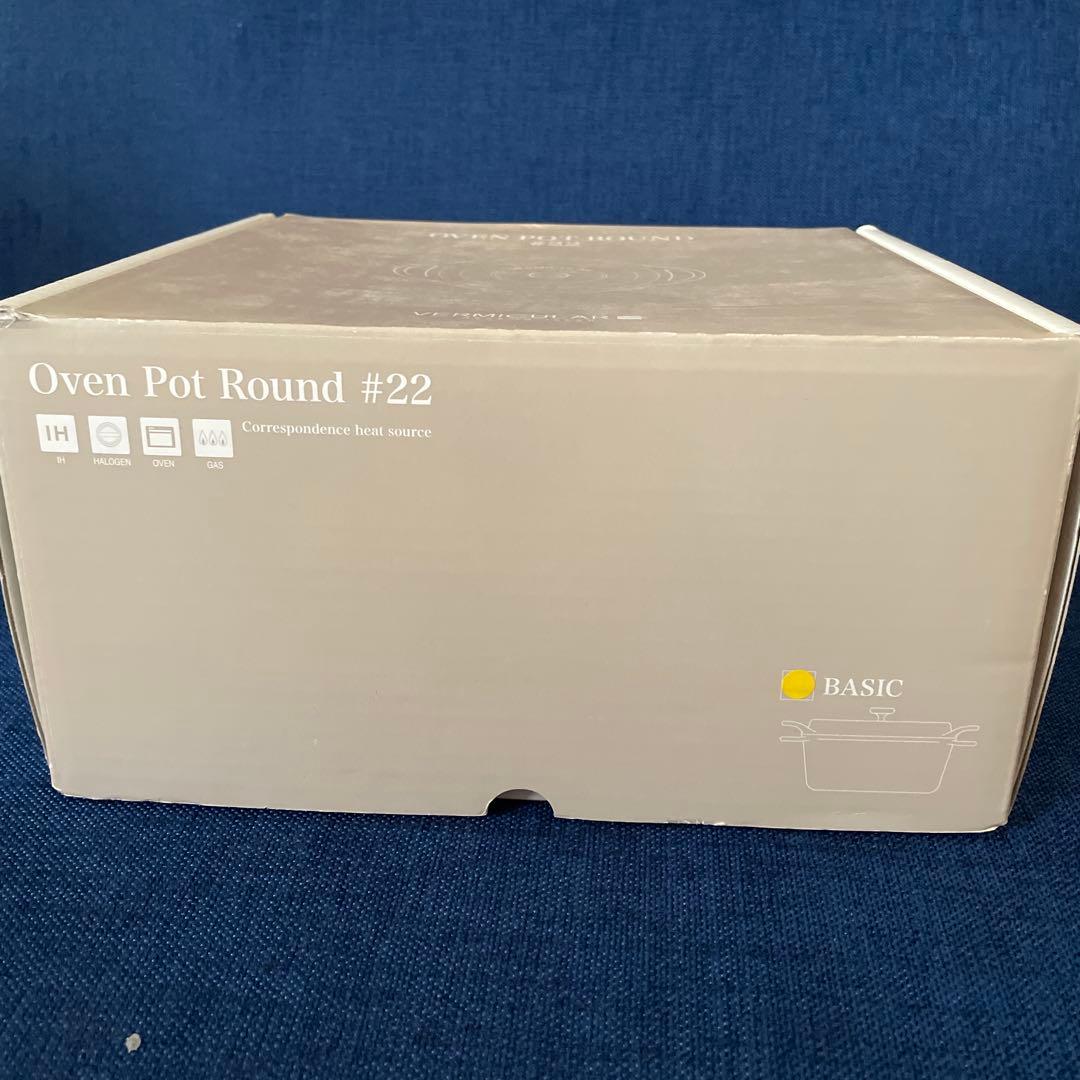 OVEN POT ROUND
#22
VERMICULAR
Oven Pot Round #22
IH
Correspondence heat source
IH HALOGEN OVEN GAS
BASIC